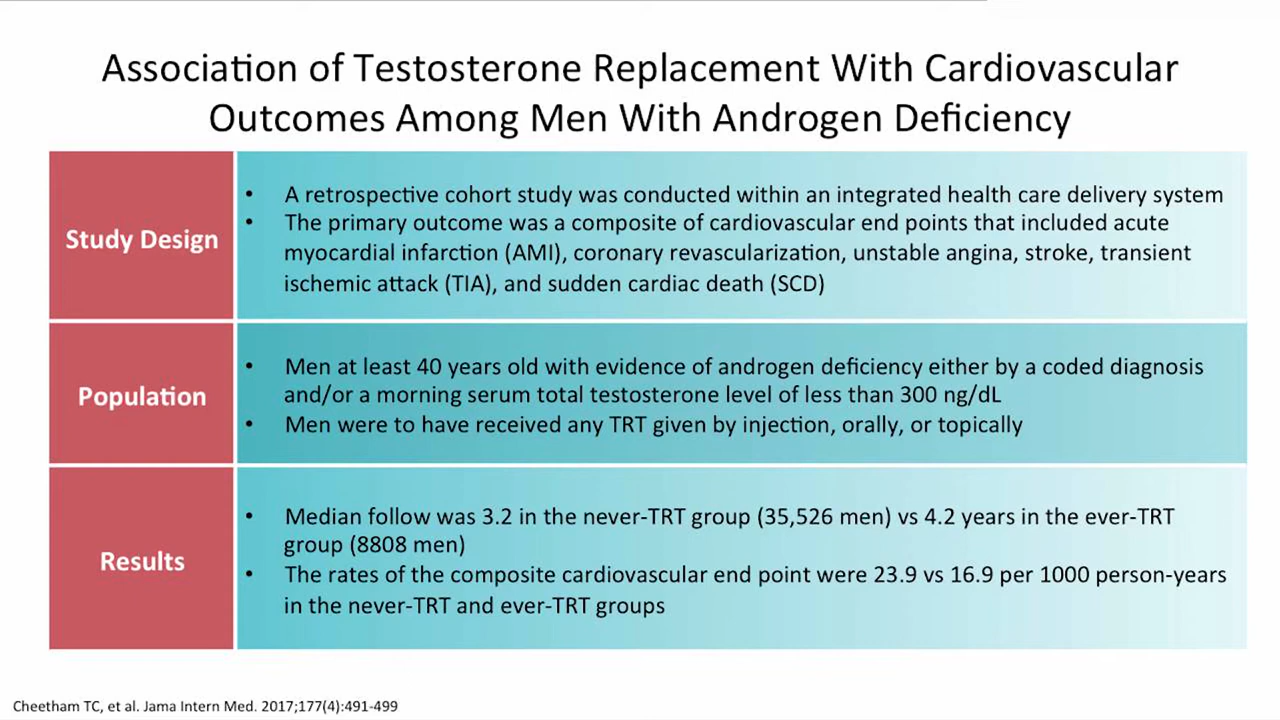 Association of Testosterone Replacement With Cardiovascular
Outcomes Among Men With Androgen Deficiency
Study Design
• A retrospective cohort study was conducted within an integrated health care delivery system
• The primary outcome was a composite of cardiovascular end points that included acute
myocardial infarction (AMI), coronary revascularization, unstable angina, stroke, transient
ischemic attack (TIA), and sudden cardiac death (SCD)
Population
• Men at least 40 years old with evidence of androgen deficiency either by a coded diagnosis
and/or a morning serum total testosterone level of less than 300 ng/dL
• Men were to have received any TRT given by injection, orally, or topically
Results
• Median follow was 3.2 in the never-TRT group (35,526 men) vs 4.2 years in the ever-TRT
group (8808 men)
• The rates of the composite cardiovascular end point were 23.9 vs 16.9 per 1000 person-years
in the never-TRT and ever-TRT groups
Cheetham TC, et al. Jama Intern Med. 2017;177(4):491-499